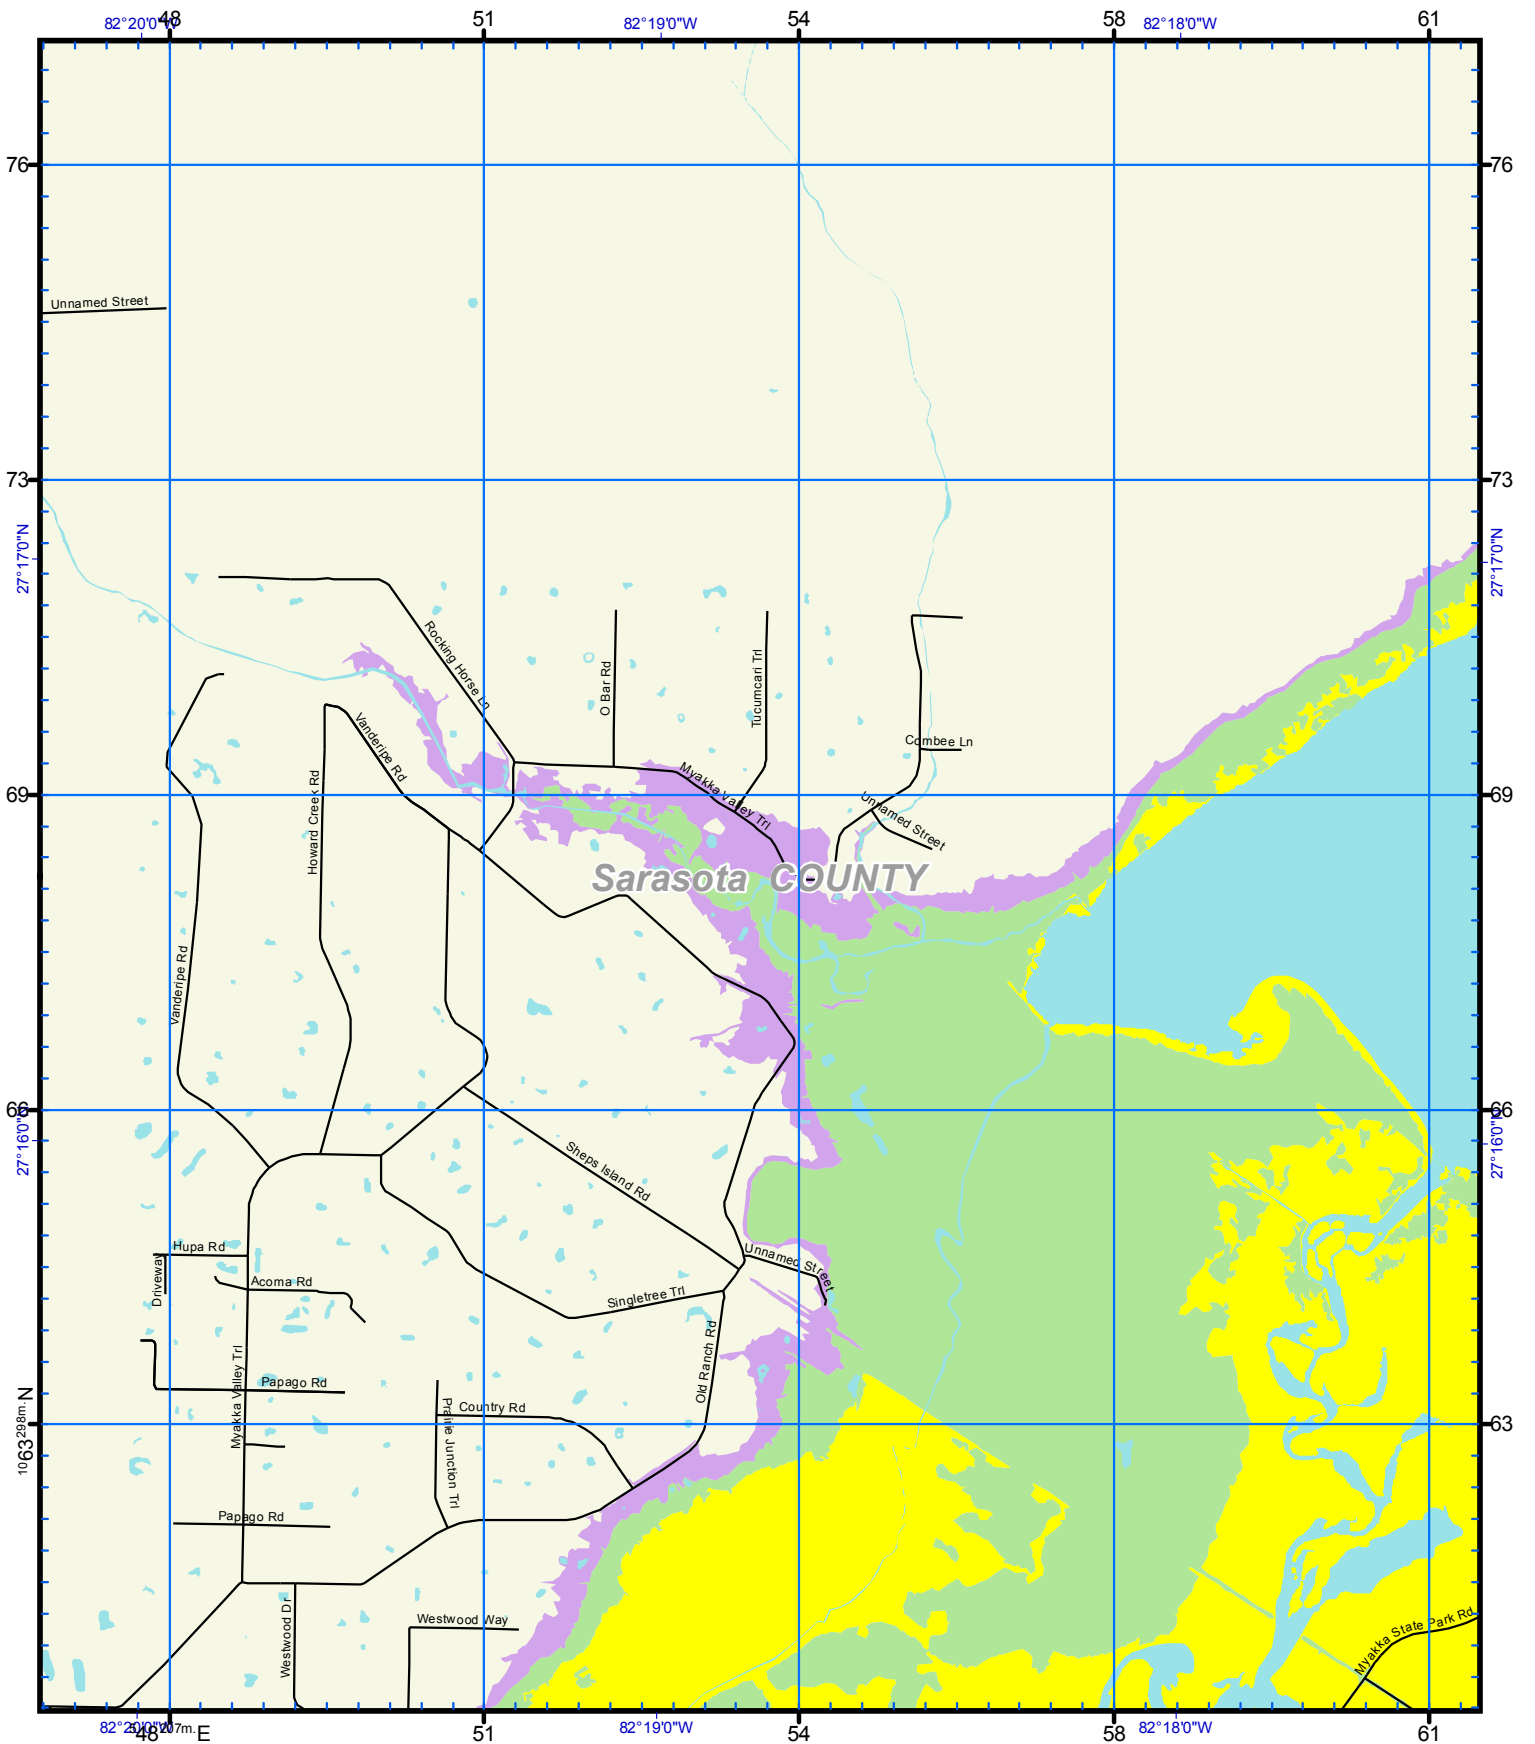 48 51 54 58 61
82°20'0"W 82°19'0"W 82°18'0"W
76 76
Unnamed Street
73 73
27°17'0"N 27°17'0"N
Rocking Horse Ln
O Bar Rd
Tucumcari Trl
Vanderipe Rd
Combee Ln
Howard Creek Rd
Myakka Valley Trl
69 69
Unnamed Street
Sarasota COUNTY
Vanderipe Rd
66 66
27°16'0"N 27°16'0"N
Sheps Island Rd
Hupa Rd
Unnamed Street
Driveway
Acoma Rd
Singletree Trl
Old Ranch Rd
Myakka Valley Trl
Papago Rd
Prairie Junction Trl
Country Rd
1063298m. N
63
Papago Rd
Westwood Dr
Westwood Way
Myakka State Park Rd
82°20'0"W 82°19'0"W 82°18'0"W
48 E 51 54 58 61